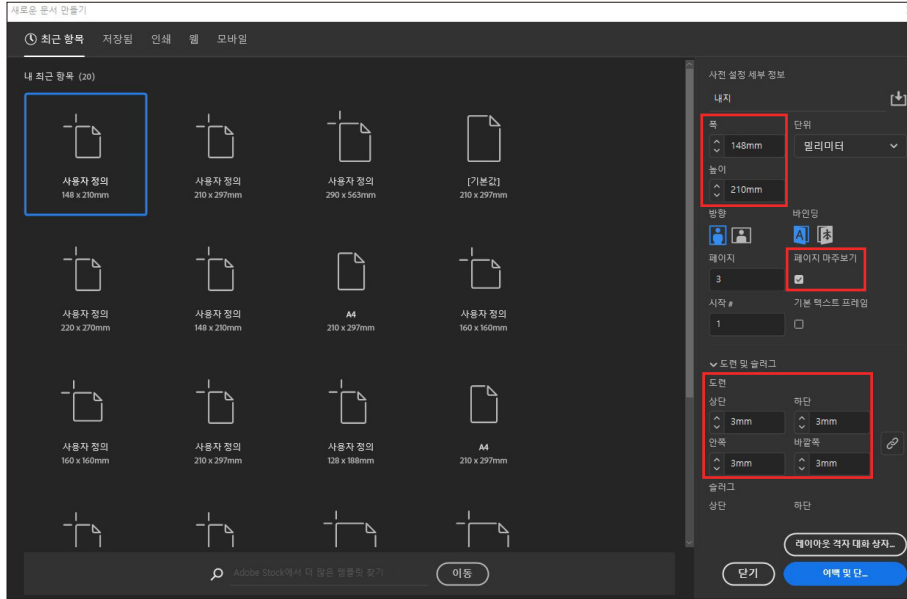 새로운 문서 만들기
최근 항목 저장됨 인쇄 웹 모바일
내 최근 항목 (20)
사용자 정의
148 x 210mm
사용자 정의
210 x 297mm
사용자 정의
290 x 563mm
[기본값]
210 x 297mm
사용자 정의
220 x 270mm
사용자 정의
148 x 210mm
A4
210 x 297mm
사용자 정의
160 x 160mm
사용자 정의
160 x 160mm
사용자 정의
210 x 297mm
사용자 정의
128 x 188mm
A4
210 x 297mm
Adobe Stock에서 더 많은 템플릿 찾기
이동
사전 설정 세부 정보
내지
폭 단위
148mm 밀리미터
높이
210mm
방향 바인딩
페이지 페이지 마주보기
3
시작 # 기본 텍스트 프레임
1
도련 및 슬러그
도련
상단 하단
3mm 3mm
안쪽 바깥쪽
3mm 3mm
슬러그
상단 하단
레이아웃 격자 대화 상자...
닫기 여백 및 단...